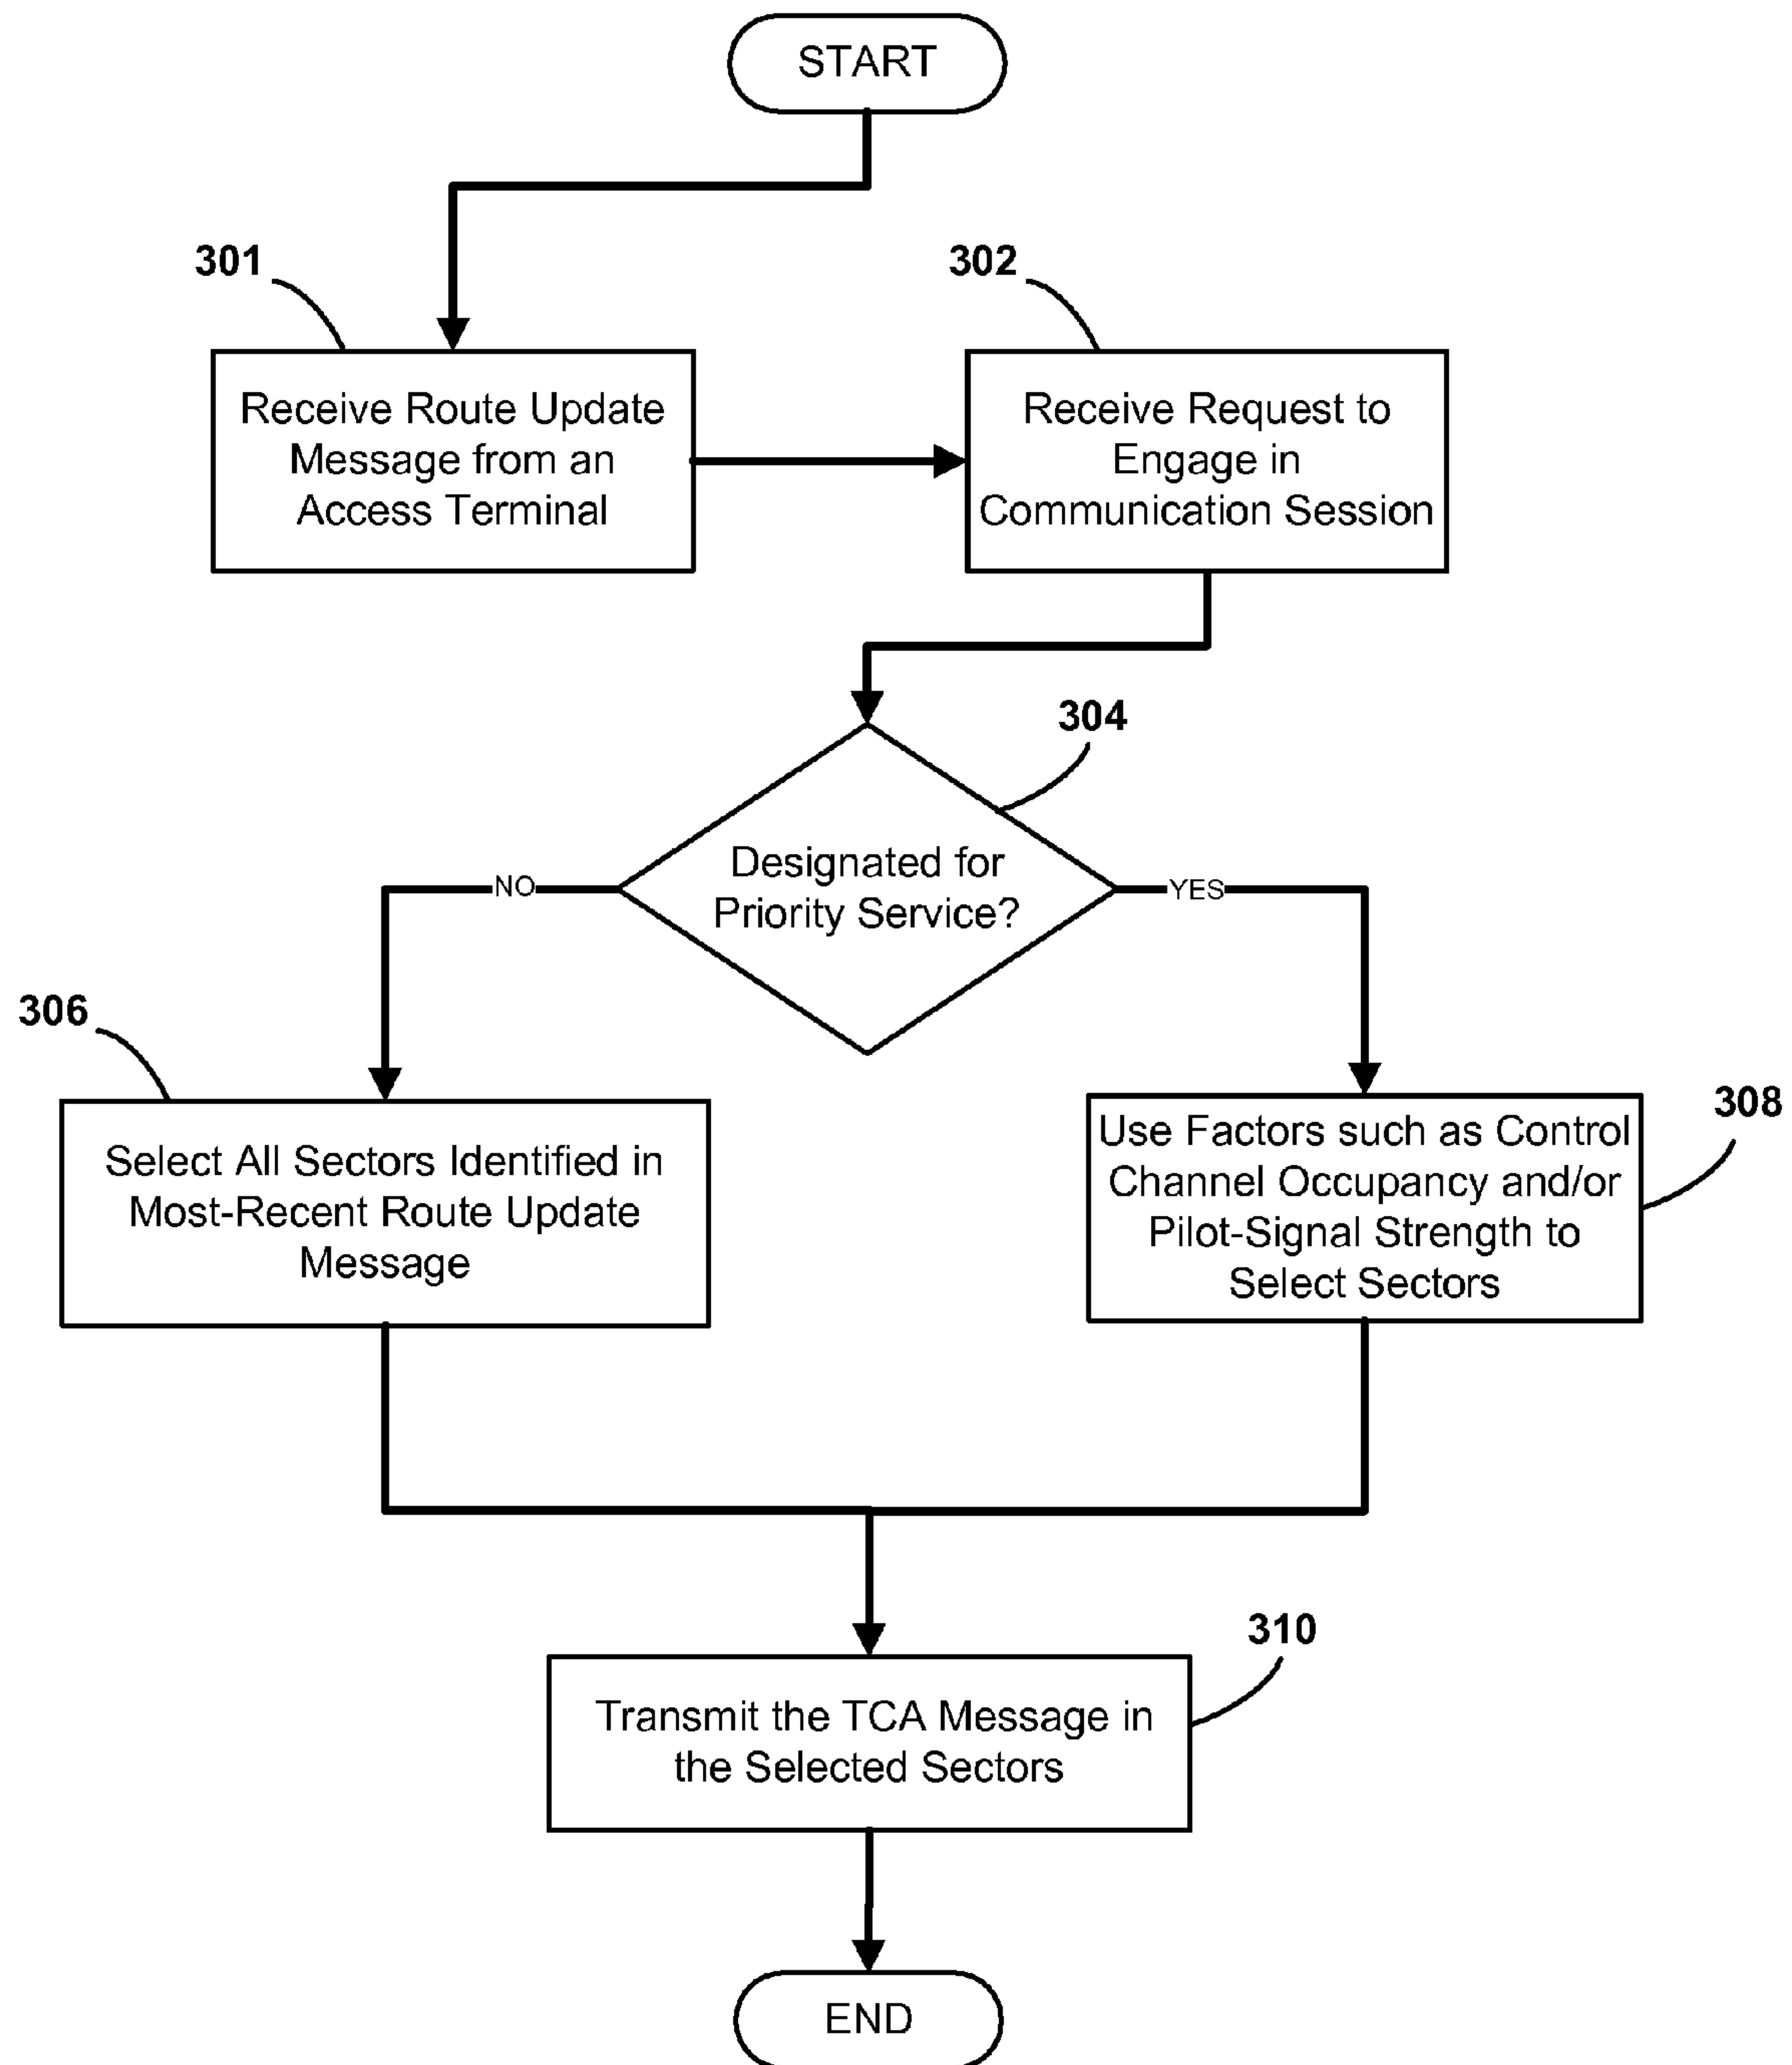 START
301
Receive Route Update
Message from an
Access Terminal
302
Receive Request to
Engage in
Communication Session
304
Designated for
Priority Service?
NO
YES
306
Select All Sectors Identified in
Most-Recent Route Update
Message
308
Use Factors such as Control
Channel Occupancy and/or
Pilot-Signal Strength to
Select Sectors
310
Transmit the TCA Message in
the Selected Sectors
END